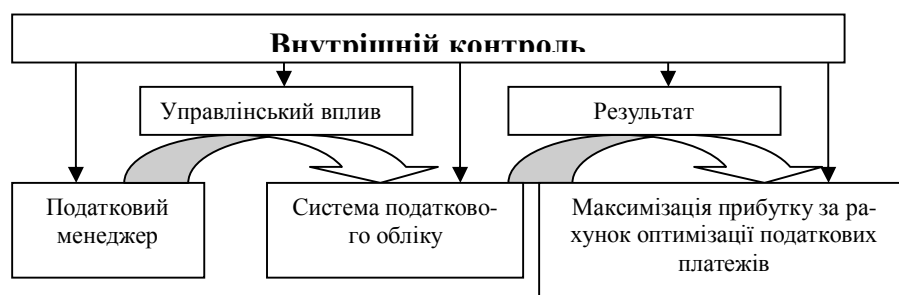 Внутрішній контроль
Управлінський вплив
Результат
Податковий
менеджер
Система податково-
го обліку
Максимізація прибутку за ра-
хунок оптимізації податкових
платежів